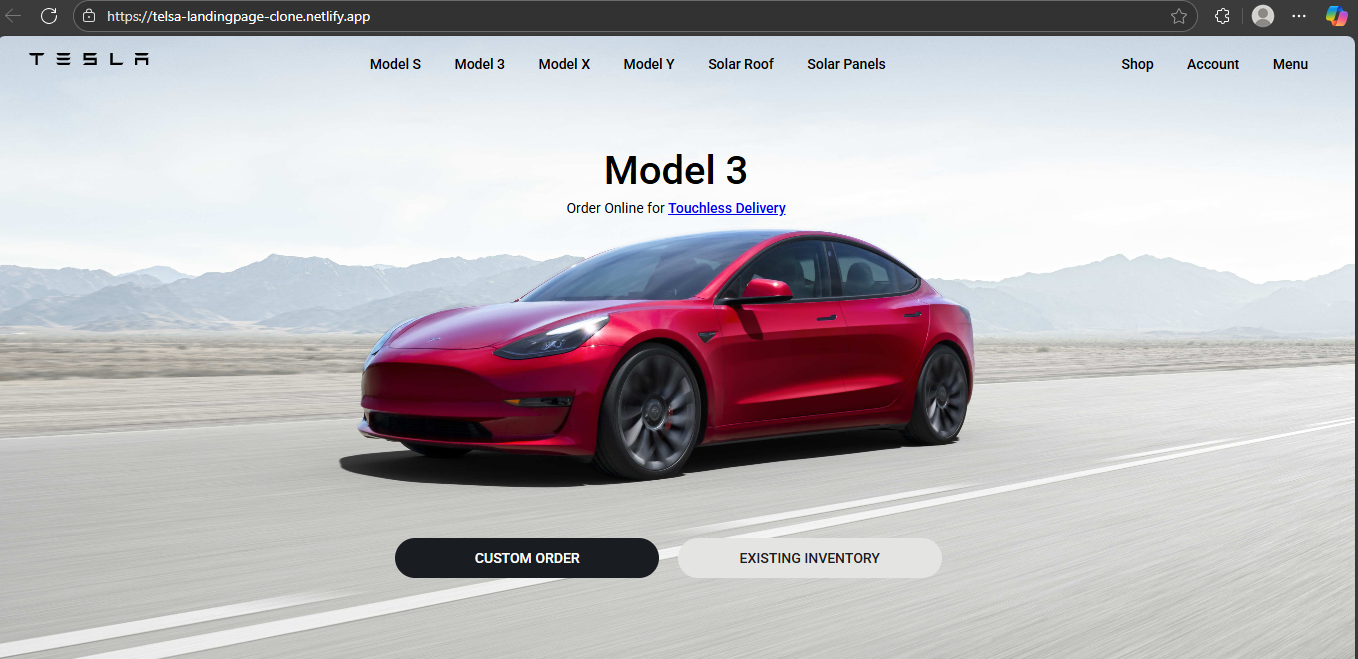 https://telsa-landingpage-clone.netlify.app
TESLA Model S Model 3 Model X Model Y Solar Roof Solar Panels Shop Account Menu
Model 3
Order Online for Touchless Delivery
CUSTOM ORDER EXISTING INVENTORY